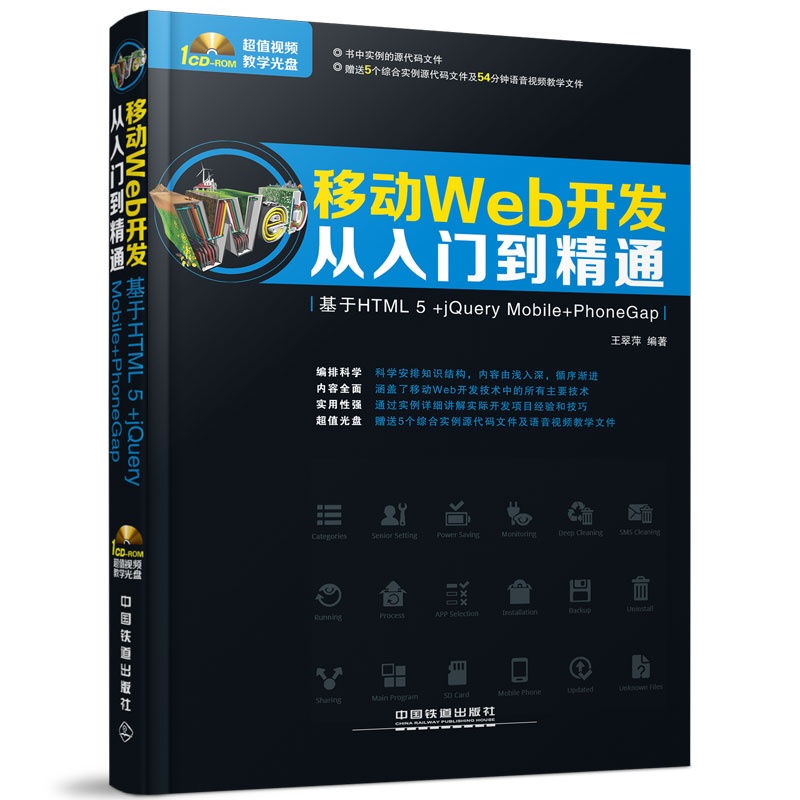 1CD-ROM
超值视频
教学光盘
书中实例的源代码文件
赠送5个综合实例源代码文件及54分钟语音视频教学文件
Web
移动Web开发
从入门到精通
基于HTML 5 +jQuery Mobile+PhoneGap
王翠萍 编著
编排科学 科学安排知识结构，内容由浅入深，循序渐进
内容全面 涵盖了移动Web开发技术中的所有主要技术
实用性强 通过实例详细讲解实际开发项目经验和技巧
超值光盘 赠送5个综合实例源代码文件及语音视频教学文件
Categories Senior Setting Power Saving Monitoring Deep Cleaning SMS Cleaning
Running Process APP Selection Installation Backup Uninstall
Sharing Main Program SD Card Mobile Phone Updated Unknown Files
中国铁道出版社
CHINA RAILWAY PUBLISHING HOUSE
Web
移动Web开发
从入门到精通
基于HTML 5 +jQuery
Mobile+PhoneGap
1CD-ROM
超值视频
教学光盘
中国铁道出版社